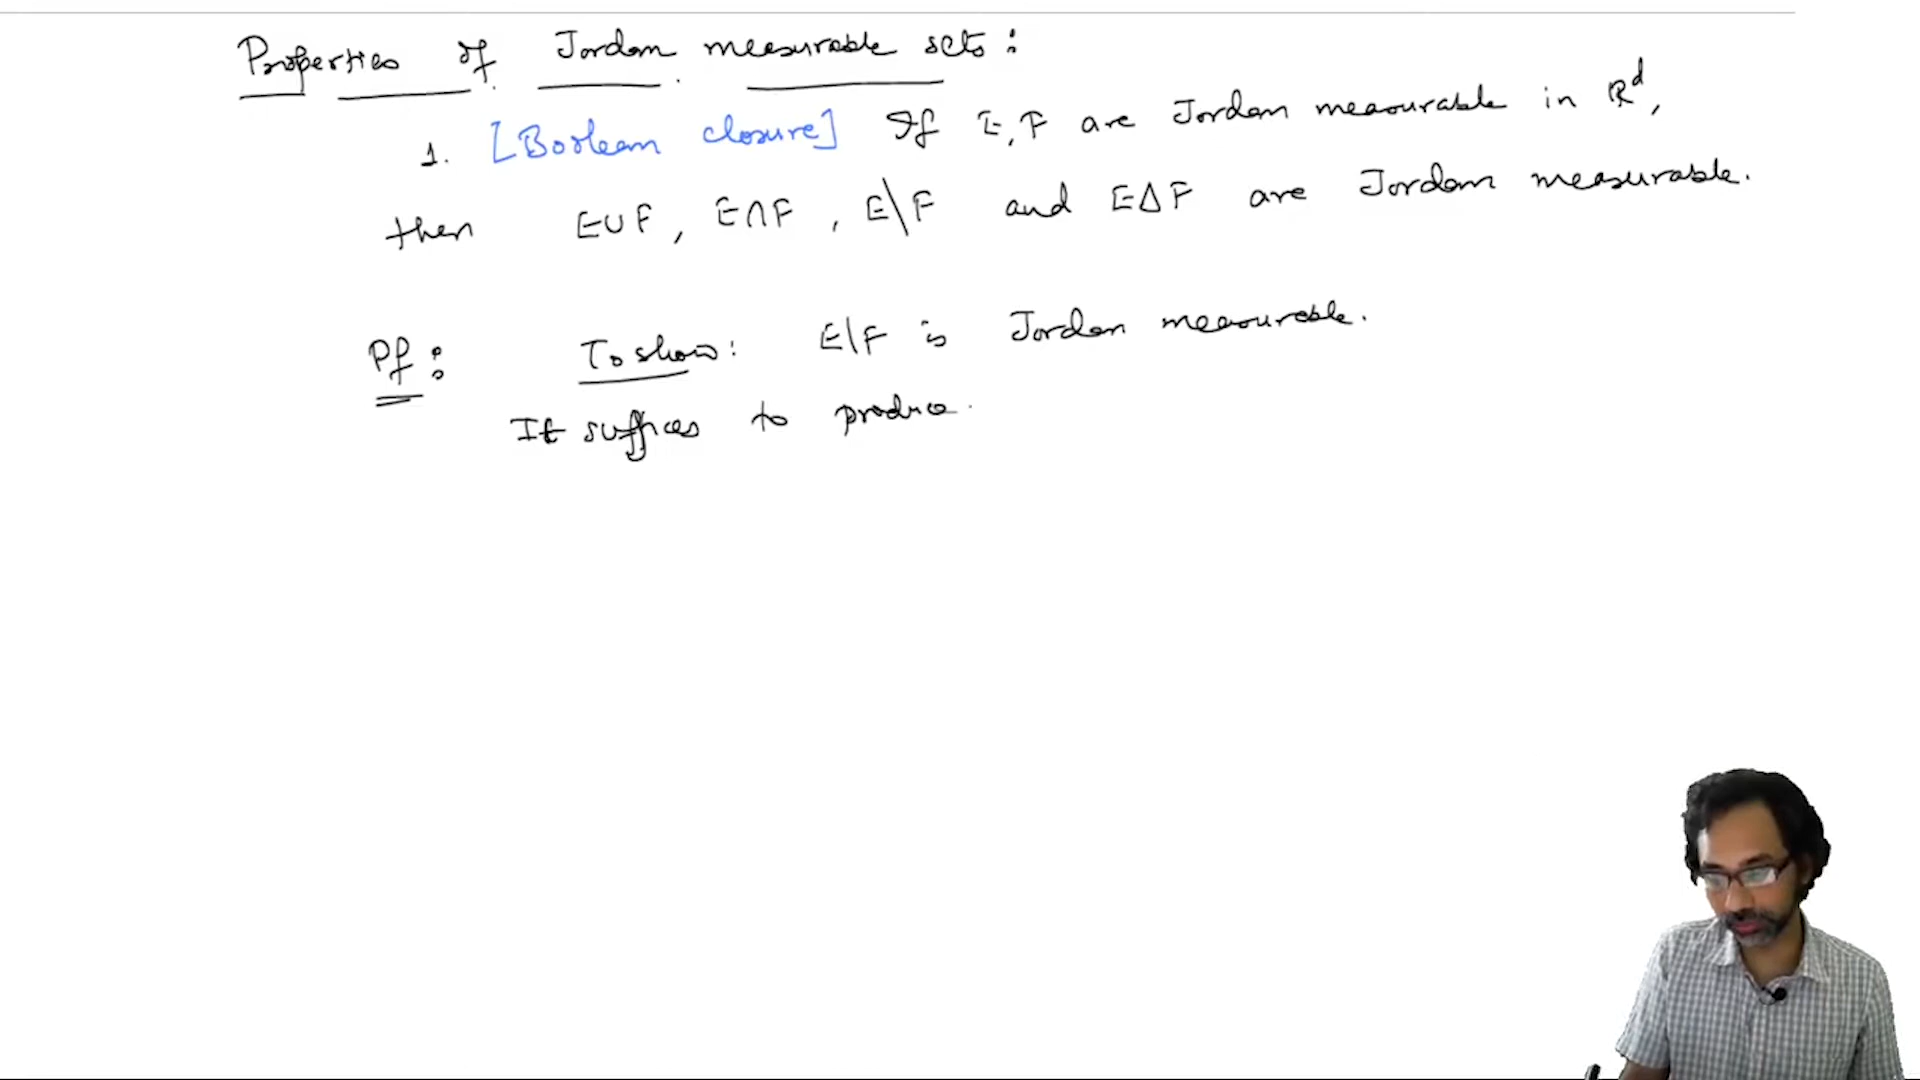 Properties of Jordan measurable sets:
1. [Boolean closure] If E, F are Jordan measurable in ℝᵈ,
then E∪F, E∩F, E\F and E∆F are Jordan measurable.
Pf: To show: E\F is Jordan measurable.
It suffices to produce